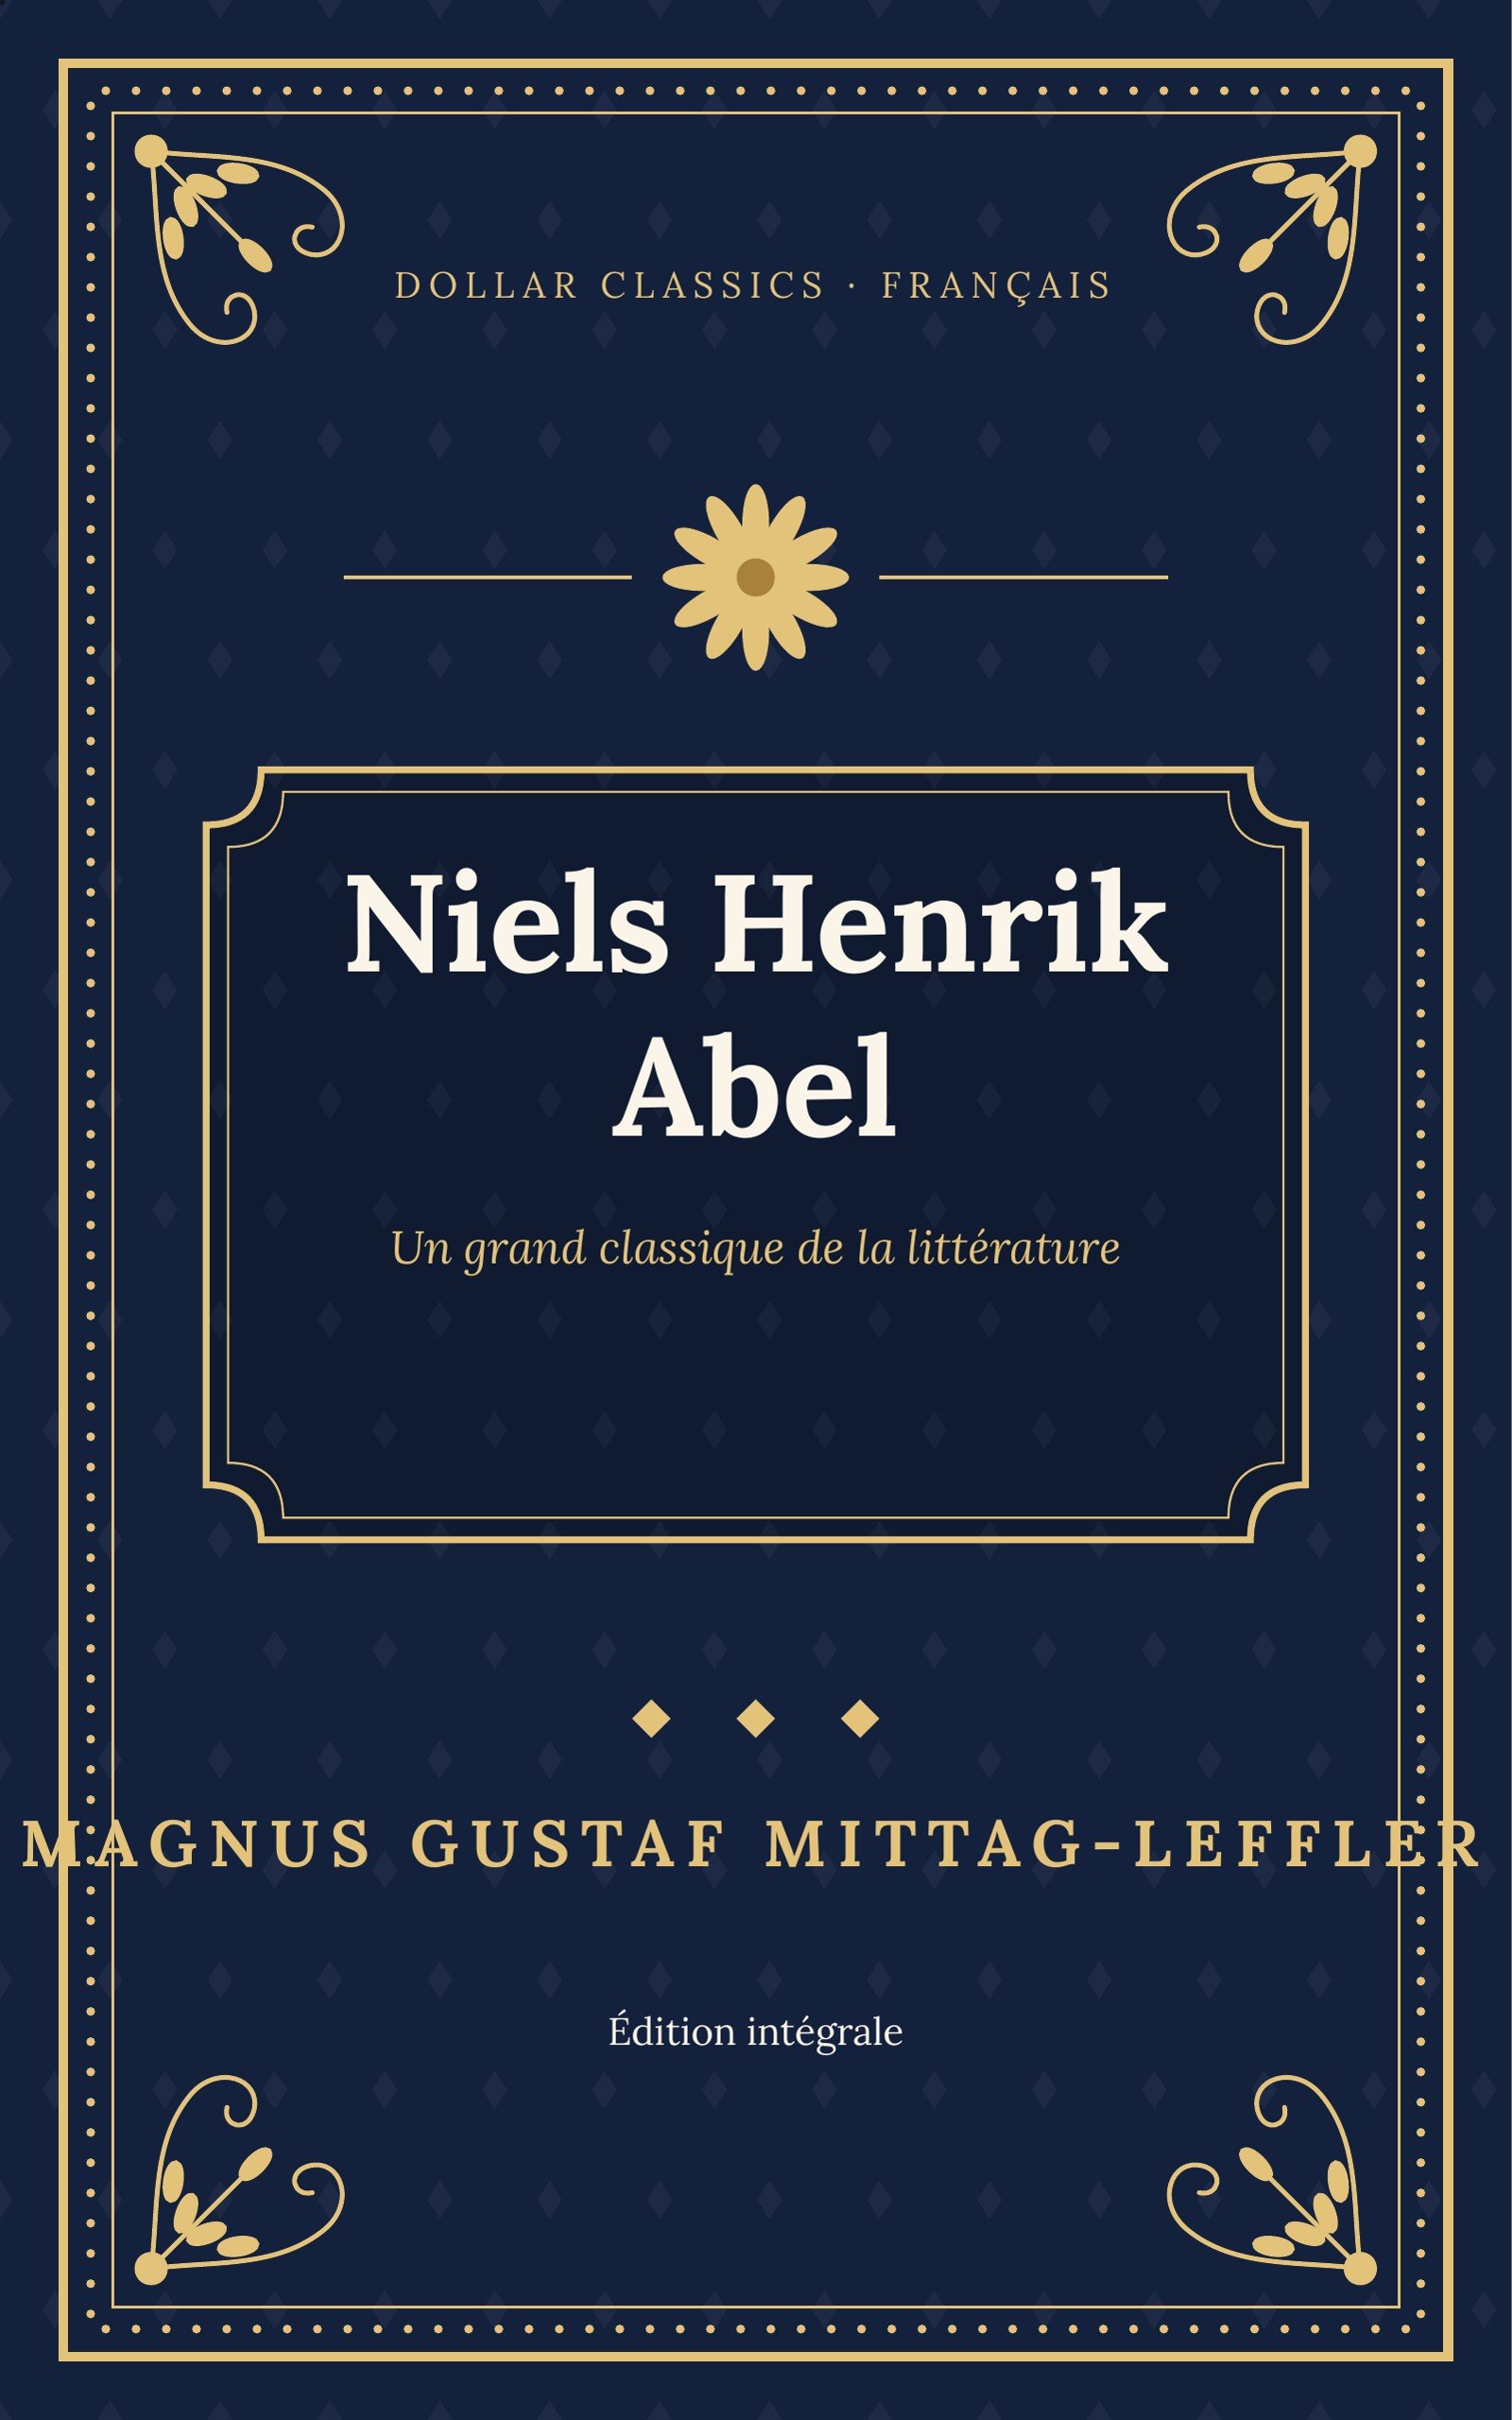 DOLLAR CLASSICS · FRANÇAIS
Niels Henrik
Abel
Un grand classique de la littérature
MAGNUS GUSTAF MITTAG-LEFFLER
Édition intégrale